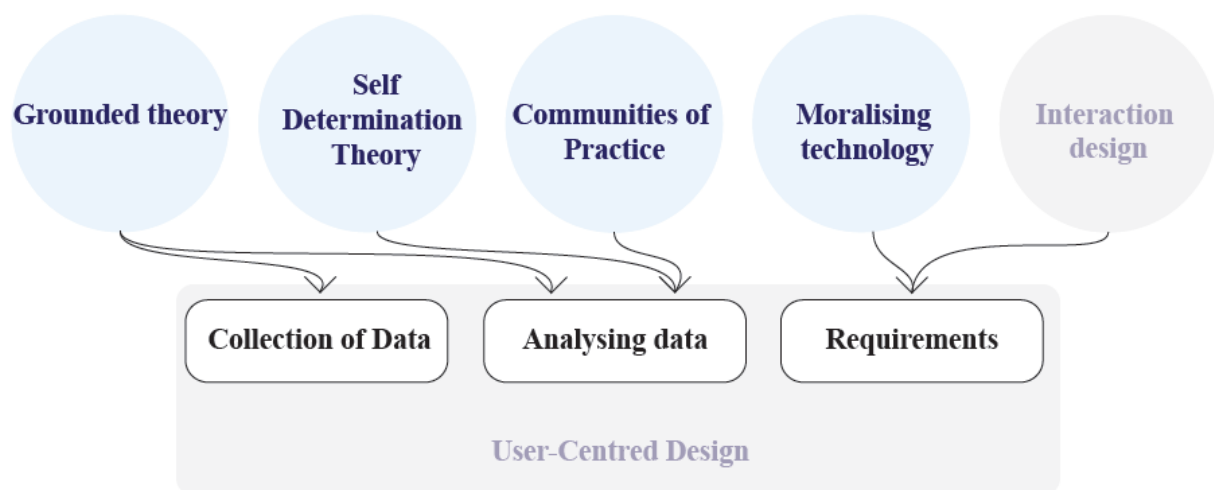 Grounded theory
Self
Determination
Theory
Communities of
Practice
Moralising
technology
Interaction
design
Collection of Data
Analysing data
Requirements
User-Centred Design